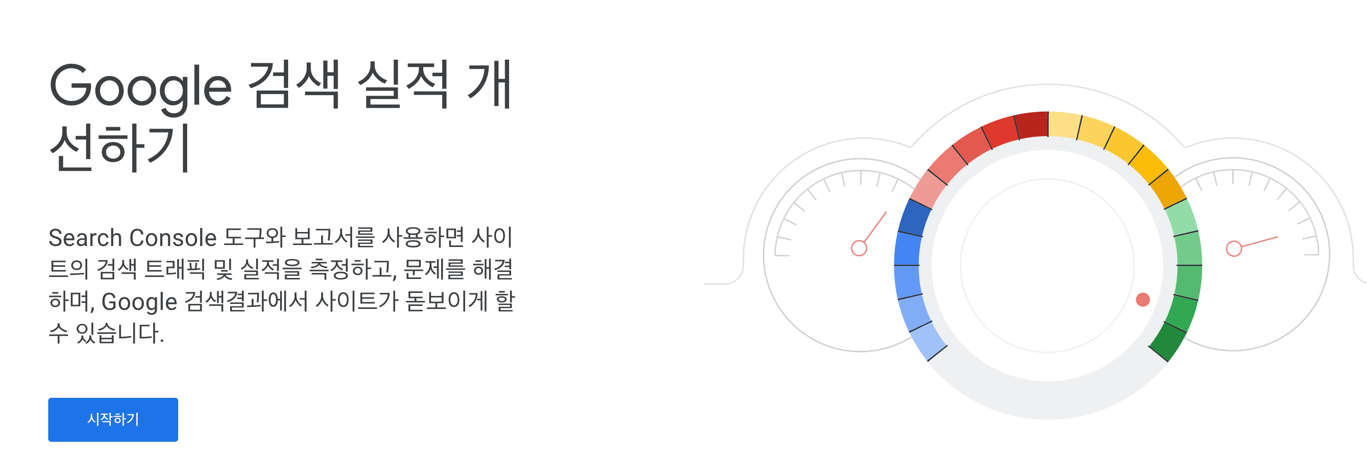 Google 검색 실적 개
선하기
Search Console 도구와 보고서를 사용하면 사이
트의 검색 트래픽 및 실적을 측정하고, 문제를 해결
하며, Google 검색결과에서 사이트가 돋보이게 할
수 있습니다.
시작하기